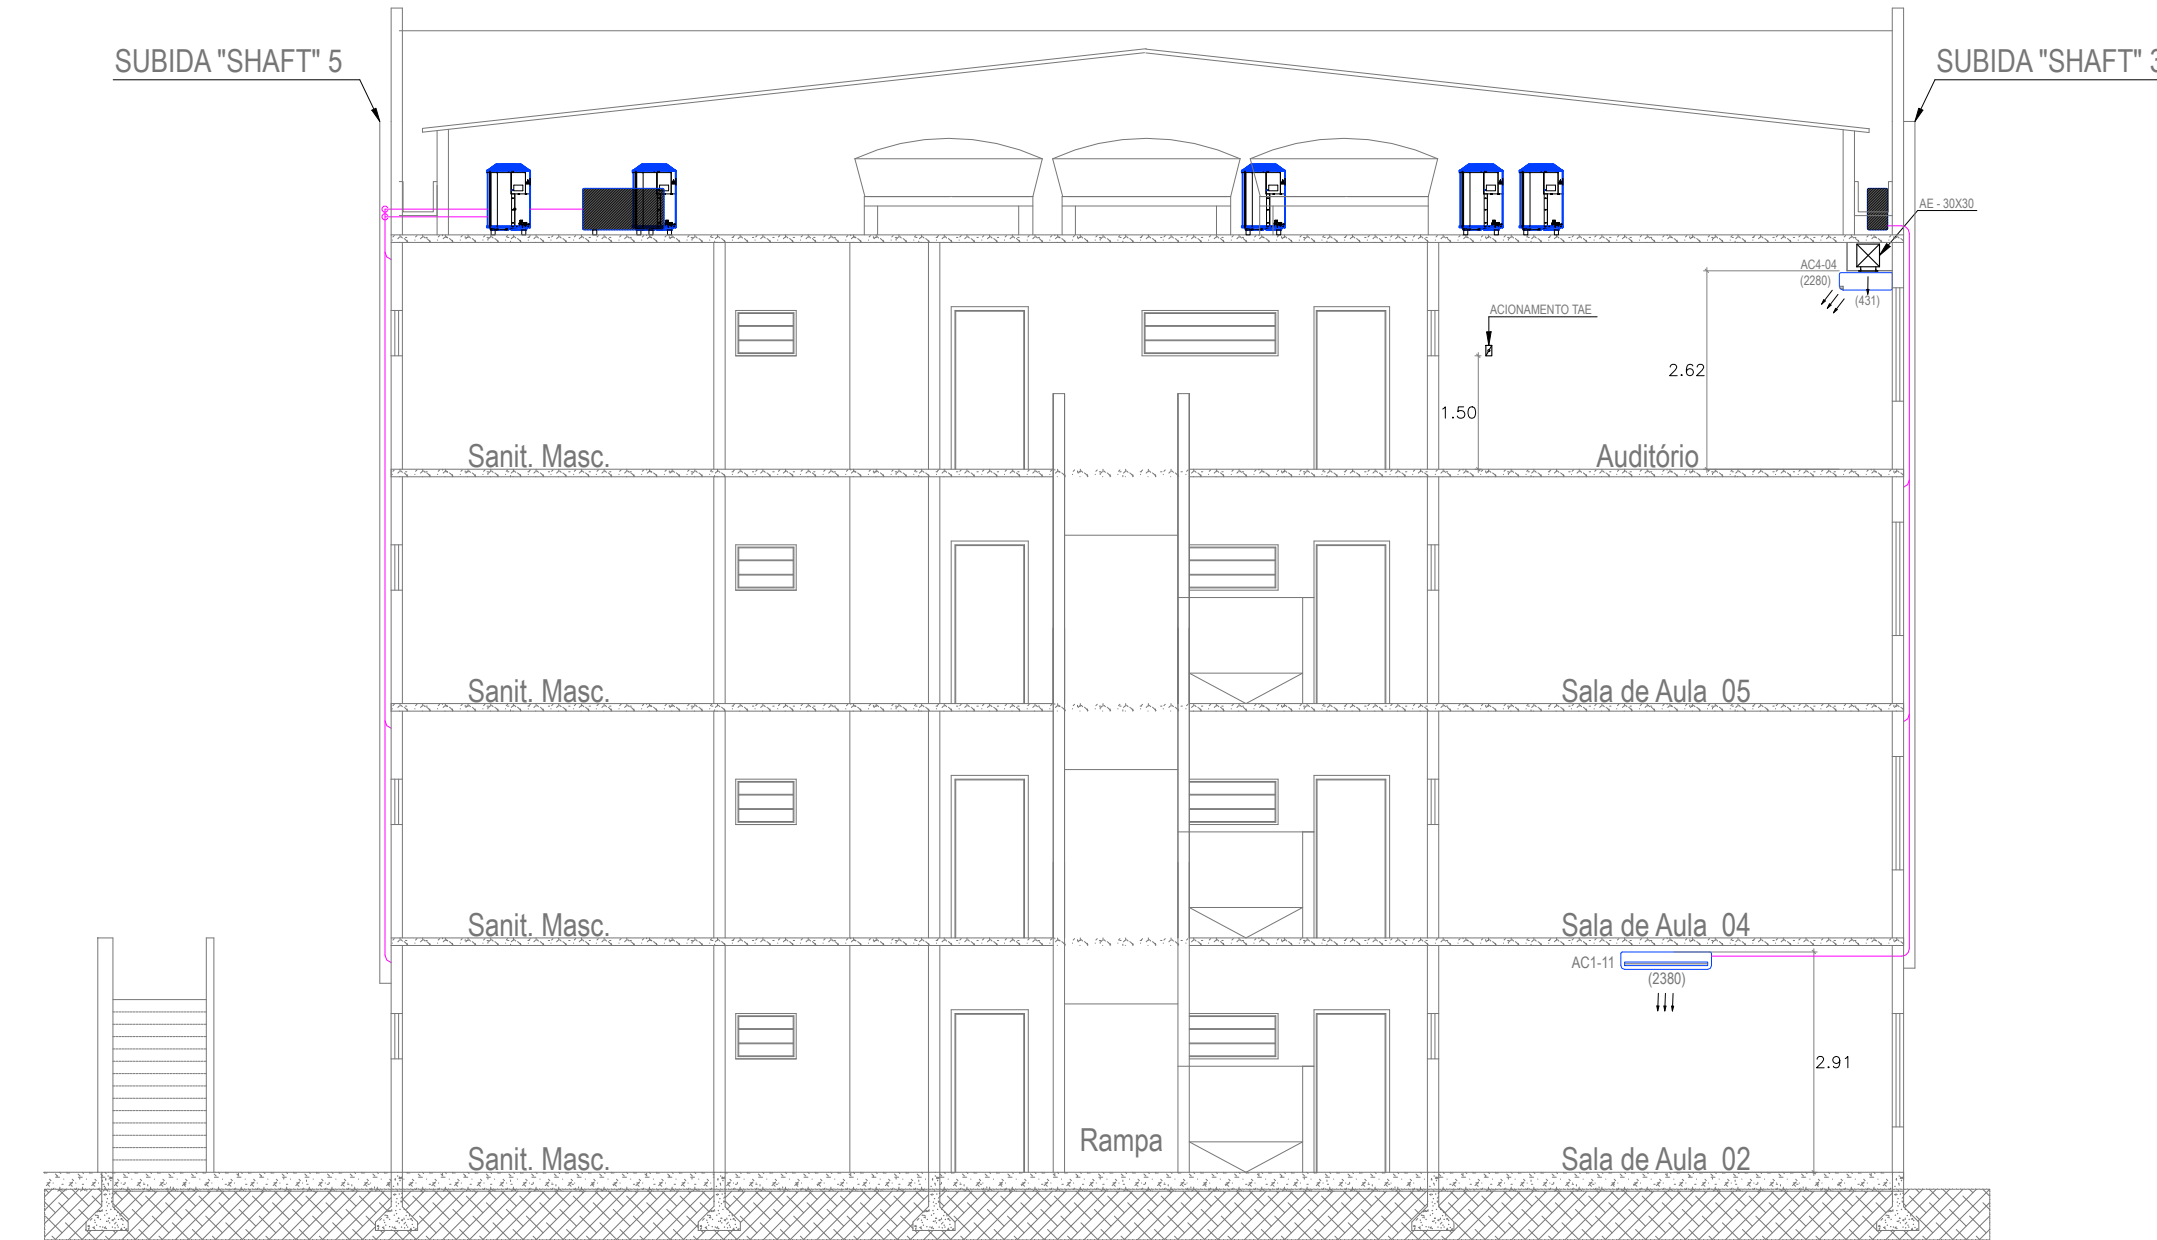 SUBIDA "SHAFT" 5
SUBIDA "SHAFT" 3
AE - 30X30
AC4-04
(2280)
(431)
ACIONAMENTO TAE
2.62
1.50
Sanit. Masc.
Auditório
Sanit. Masc.
Sala de Aula 05
Sanit. Masc.
Sala de Aula 04
AC1-11
(2380)
2.91
Rampa
Sanit. Masc.
Sala de Aula 02